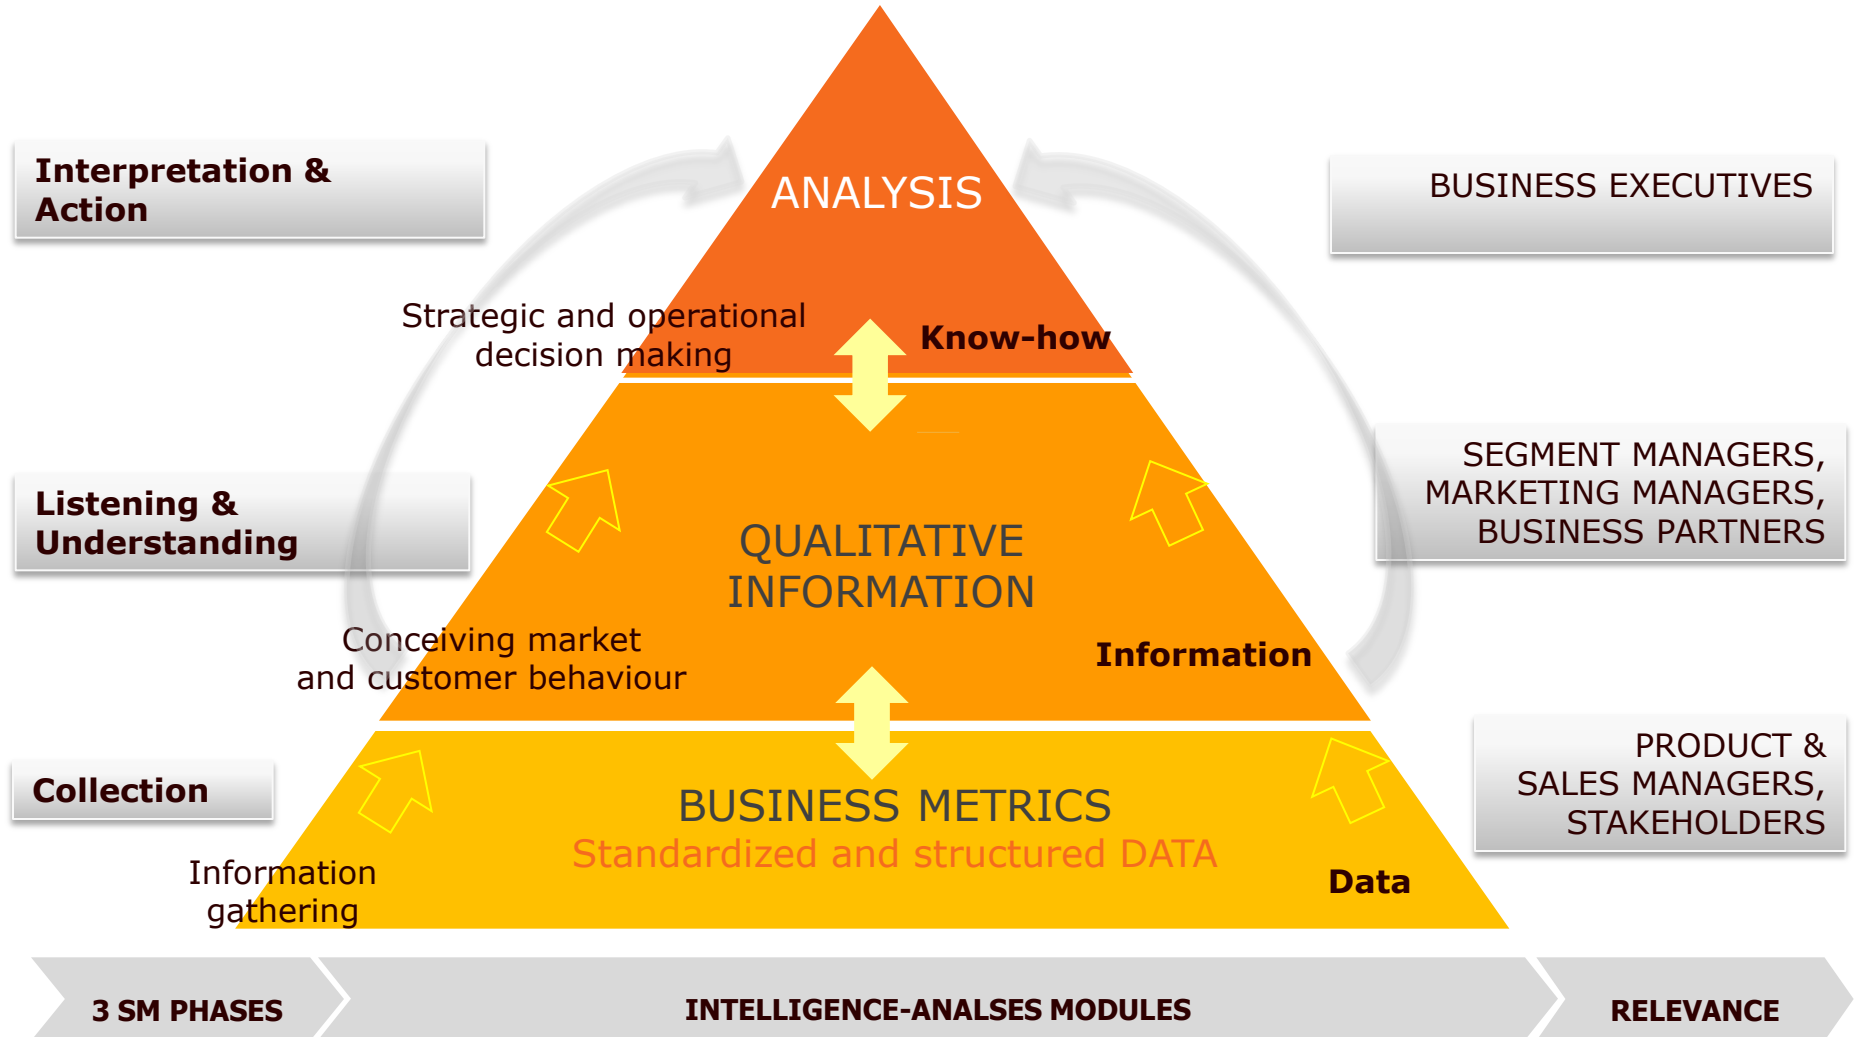 ANALYSIS
Interpretation &
Action
BUSINESS EXECUTIVES
Strategic and operational
decision making
Know-how
Listening &
Understanding
SEGMENT MANAGERS,
MARKETING MANAGERS,
BUSINESS PARTNERS
QUALITATIVE
INFORMATION
Conceiving market
and customer behaviour
Information
Collection
PRODUCT &
SALES MANAGERS,
STAKEHOLDERS
BUSINESS METRICS
Standardized and structured DATA
Information
gathering
Data
3 SM PHASES
INTELLIGENCE-ANALSES MODULES
RELEVANCE